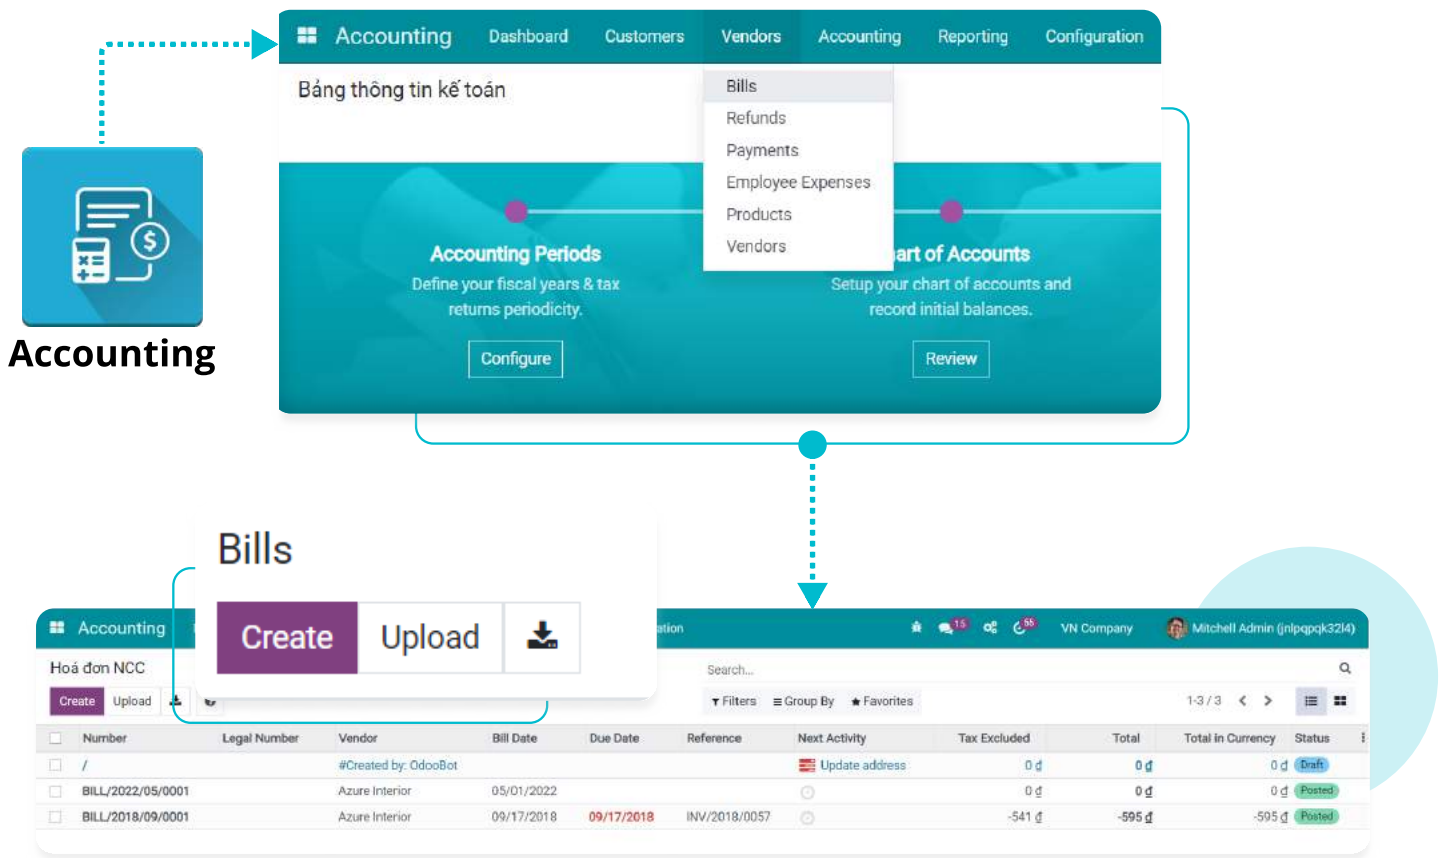 Accounting Dashboard Customers Vendors Accounting Reporting Configuration
Bảng thông tin kế toán
Bills
Refunds
Payments
Employee Expenses
Products
Vendors
Accounting Periods
Define your fiscal years & tax
returns periodicity.
Configure
art of Accounts
Setup your chart of accounts and
record initial balances.
Review
Accounting
Bills
Create Upload
Accounting ation 15 56 VN Company Mitchell Admin (jnlpqpqk32l4)
Hoá đơn NCC Search...
Create Upload Filters Group By Favorites 1-3 / 3
Number Legal Number Vendor Bill Date Due Date Reference Next Activity Tax Excluded Total Total in Currency Status
/ #Created by: OdooBot Update address 0 ₫ 0 ₫ 0 ₫ Draft
BILL/2022/05/0001 Azure Interior 05/01/2022 0 ₫ 0 ₫ 0 ₫ Posted
BILL/2018/09/0001 Azure Interior 09/17/2018 09/17/2018 INV/2018/0057 -541 ₫ -595 ₫ -595 ₫ Posted